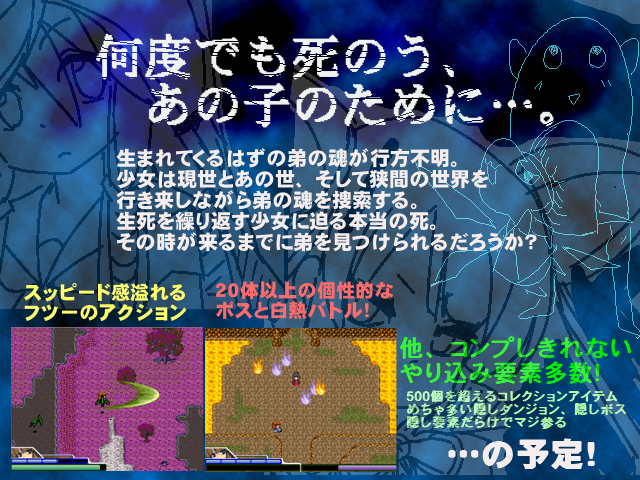 何度でも死のう、
あの子のために…。
生まれてくるはずの弟の魂が行方不明。
少女は現世とあの世、そして狭間の世界を
行き来しながら弟の魂を捜索する。
生死を繰り返す少女に迫る本当の死。
その時が来るまでに弟を見つけられるだろうか?
スッピード感溢れる
フツーのアクション
20体以上の個性的な
ボスと白熱バトル!
他、コンプしきれない
やり込み要素多数!
500個を超えるコレクションアイテム
めちゃ多い隠しダンジョン、隠しボス
隠し要素だらけでマジ参る
…の予定!